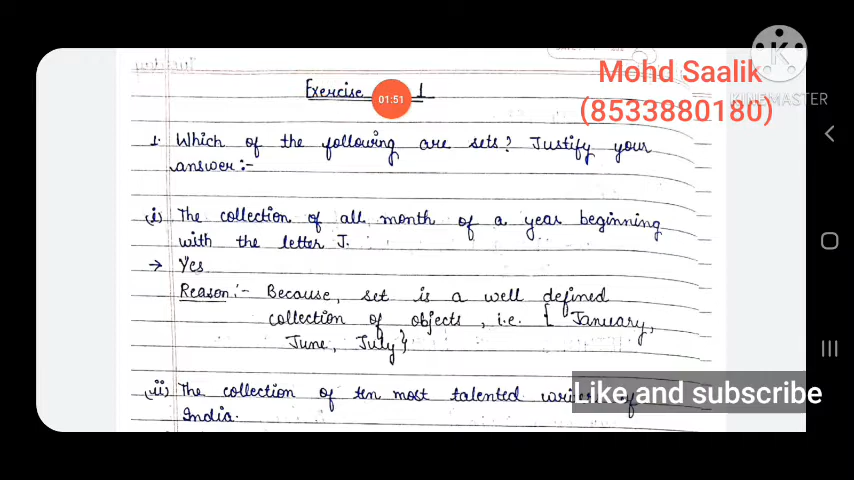 Mohd Saalik
(8533880180)
KINEMASTER
Exercise 1
01:51
1. Which of the following are sets? Justify your
answer:-
(i) The collection of all month of a year beginning
with the letter J.
→ Yes
Reason:- Because, set is a well defined
collection of objects, i.e. { January,
June, July}
(ii) The collection of ten most talented writer of
India.
Like and subscribe